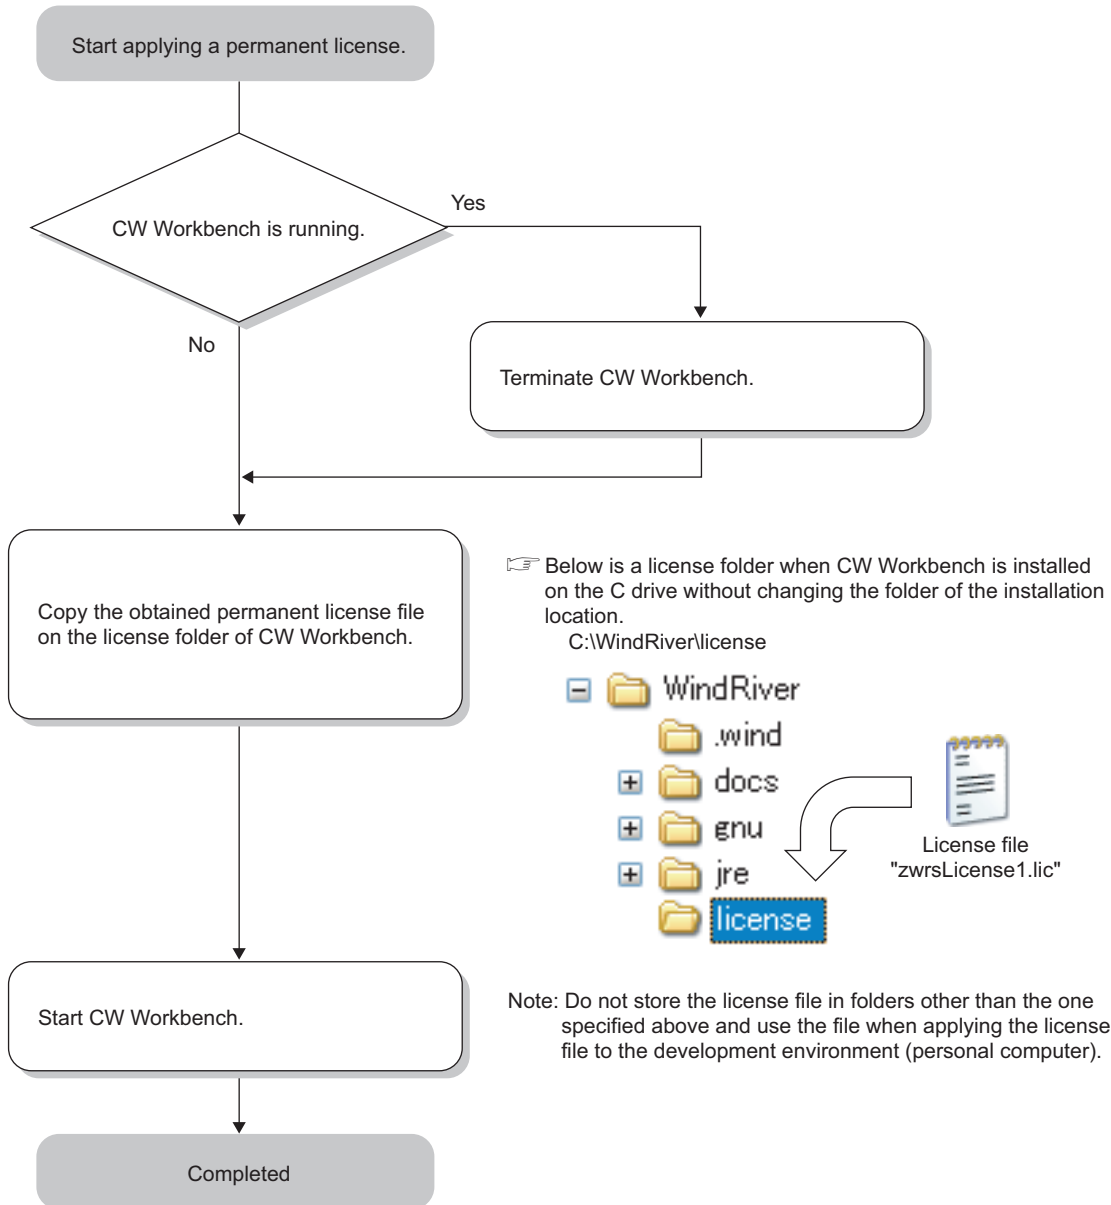 Start applying a permanent license.
CW Workbench is running.
Yes
No
Terminate CW Workbench.
Copy the obtained permanent license file
on the license folder of CW Workbench.
Below is a license folder when CW Workbench is installed
on the C drive without changing the folder of the installation
location.
C:\WindRiver\license
WindRiver
.wind
docs
gnu
jre
license
License file
"zwrsLicense1.lic"
Start CW Workbench.
Note: Do not store the license file in folders other than the one
specified above and use the file when applying the license
file to the development environment (personal computer).
Completed